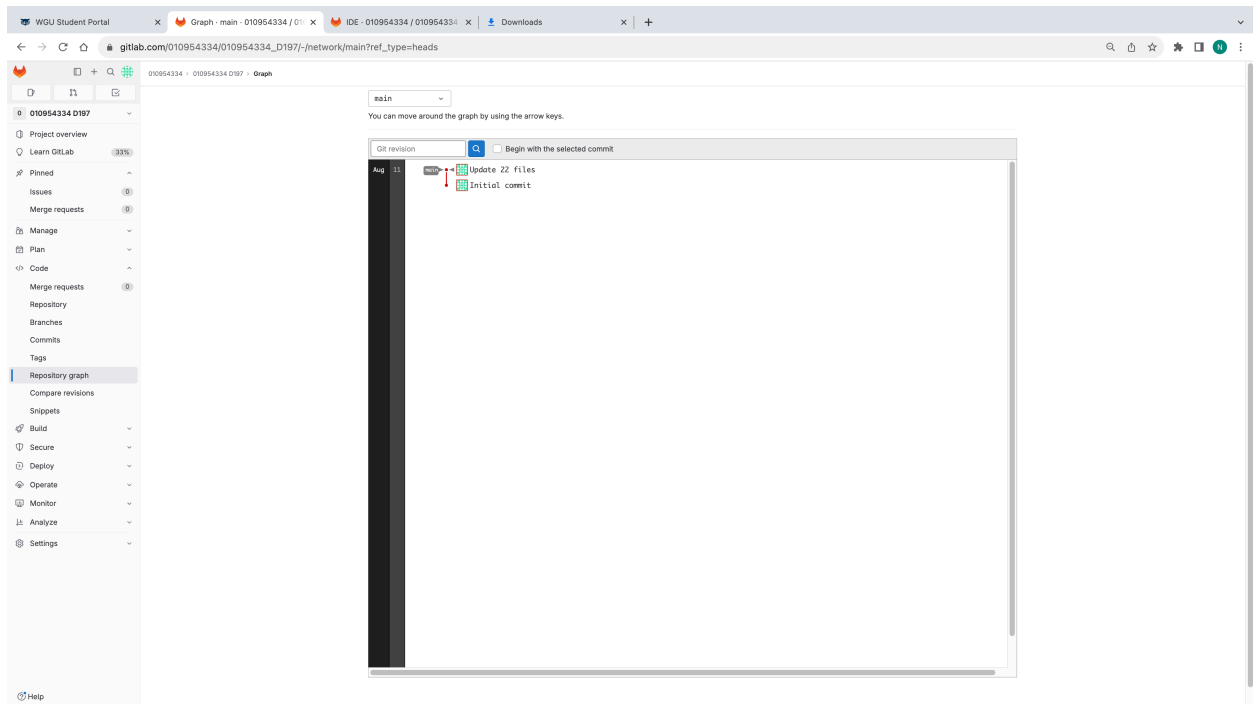 WGU Student Portal
Graph · main · 010954334 / 010
IDE · 010954334 / 010954334
Downloads
gitlab.com/010954334/010954334_D197/-/network/main?ref_type=heads
N
010954334 › 010954334 D197 › Graph
0 010954334 D197
Project overview
Learn GitLab 33%
Pinned
Issues 0
Merge requests 0
Manage
Plan
Code
Merge requests 0
Repository
Branches
Commits
Tags
Repository graph
Compare revisions
Snippets
Build
Secure
Deploy
Operate
Monitor
Analyze
Settings
Help
main
You can move around the graph by using the arrow keys.
Git revision
Begin with the selected commit
Aug 11 main Update 22 files
Initial commit